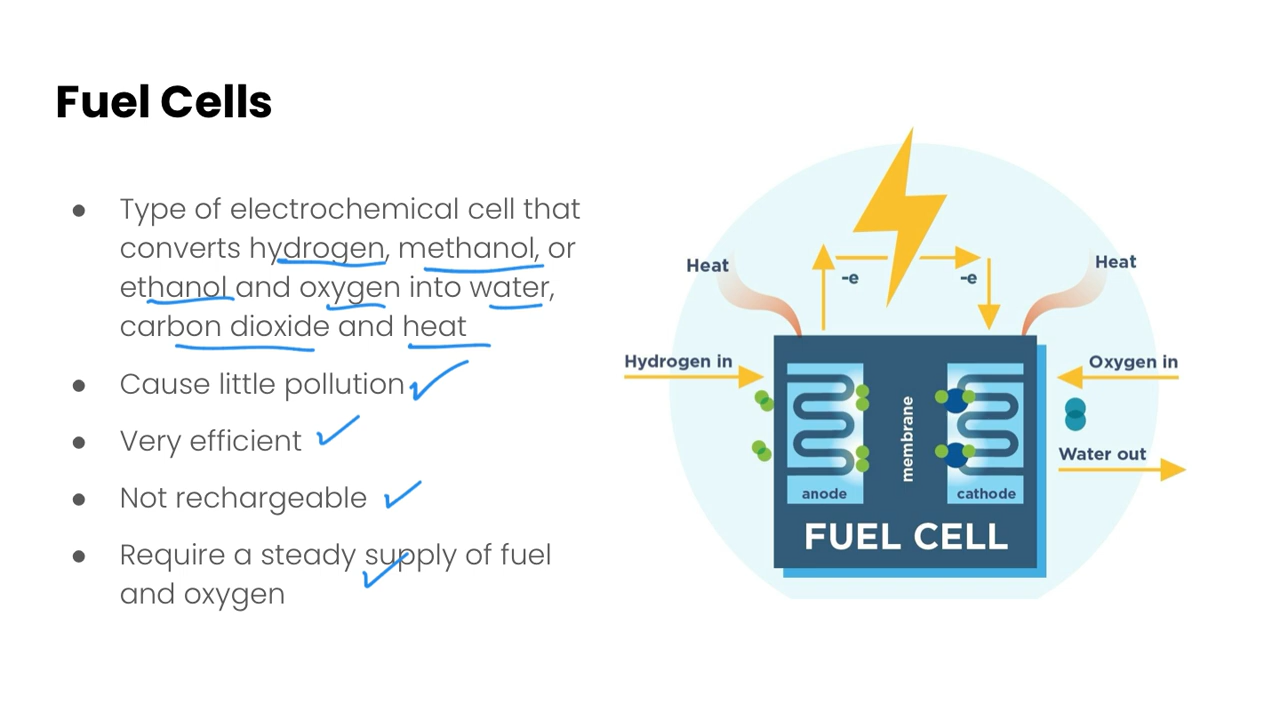 Fuel Cells
● Type of electrochemical cell that
converts hydrogen, methanol, or
ethanol and oxygen into water,
carbon dioxide and heat
● Cause little pollution
● Very efficient
● Not rechargeable
● Require a steady supply of fuel
and oxygen
Heat
-e
-e
Heat
Hydrogen in
Oxygen in
membrane
Water out
anode
cathode
FUEL CELL